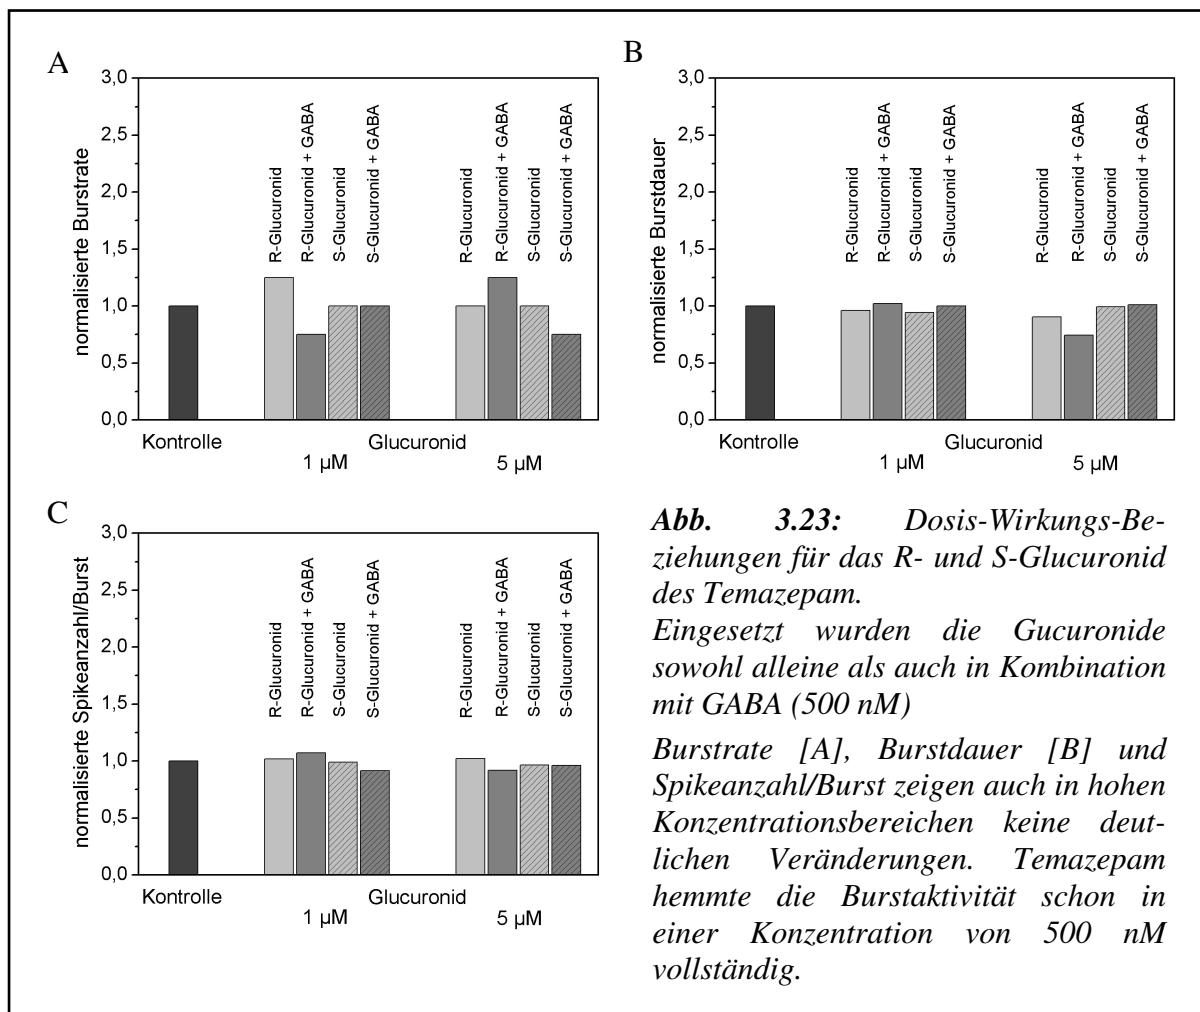 A
normalisierte Burstrate
3,0
2,5
2,0
1,5
1,0
0,5
0,0
R-Glucuronid
R-Glucuronid + GABA
S-Glucuronid
S-Glucuronid + GABA
R-Glucuronid
R-Glucuronid + GABA
S-Glucuronid
S-Glucuronid + GABA
Kontrolle
Glucuronid
1 µM
5 µM
B
normalisierte Burstdauer
3,0
2,5
2,0
1,5
1,0
0,5
0,0
R-Glucuronid
R-Glucuronid + GABA
S-Glucuronid
S-Glucuronid + GABA
R-Glucuronid
R-Glucuronid + GABA
S-Glucuronid
S-Glucuronid + GABA
Kontrolle
Glucuronid
1 µM
5 µM
C
normalisierte Spikeanzahl/Burst
3,0
2,5
2,0
1,5
1,0
0,5
0,0
R-Glucuronid
R-Glucuronid + GABA
S-Glucuronid
S-Glucuronid + GABA
R-Glucuronid
R-Glucuronid + GABA
S-Glucuronid
S-Glucuronid + GABA
Kontrolle
Glucuronid
1 µM
5 µM
Abb. 3.23: Dosis-Wirkungs-Be-
ziehungen für das R- und S-Glucuronid
des Temazepam.
Eingesetzt wurden die Gucuronide
sowohl alleine als auch in Kombination
mit GABA (500 nM)
Burstrate [A], Burstdauer [B] und
Spikeanzahl/Burst zeigen auch in hohen
Konzentrationsbereichen keine deut-
lichen Veränderungen. Temazepam
hemmte die Burstaktivität schon in
einer Konzentration von 500 nM
vollständig.